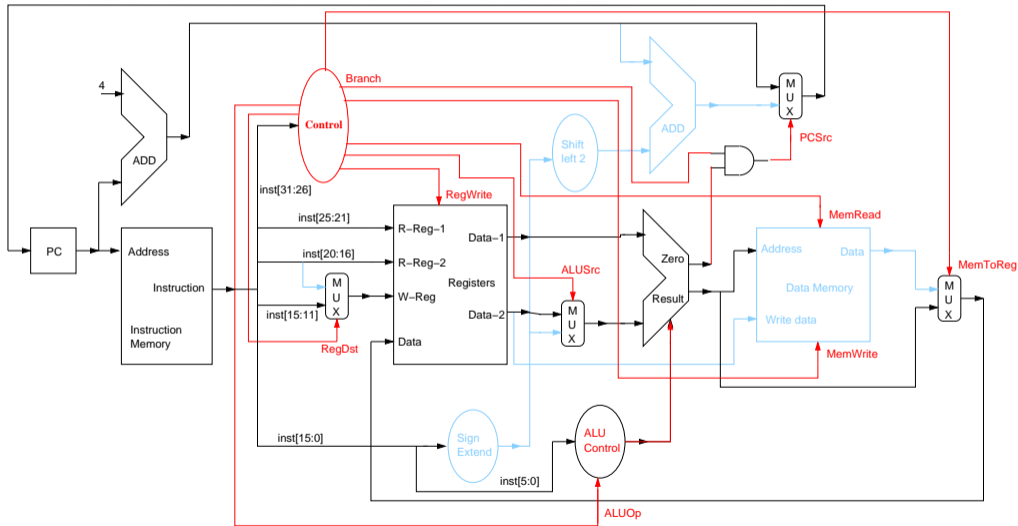 Branch
4
M
U
X
Control
PCSrc
ADD
Shift
left 2
ADD
inst[31:26]
RegWrite
MemRead
inst[25:21]
R-Reg-1
Data-1
PC
Address
inst[20:16]
R-Reg-2
Zero
Address
Data
MemToReg
Instruction
M
U
X
W-Reg
Registers
ALUSrc
Result
Data Memory
M
U
X
inst[15:11]
Data-2
M
U
X
Write data
Instruction
Memory
RegDst
Data
MemWrite
inst[15:0]
Sign
Extend
ALU
Control
inst[5:0]
ALUOp